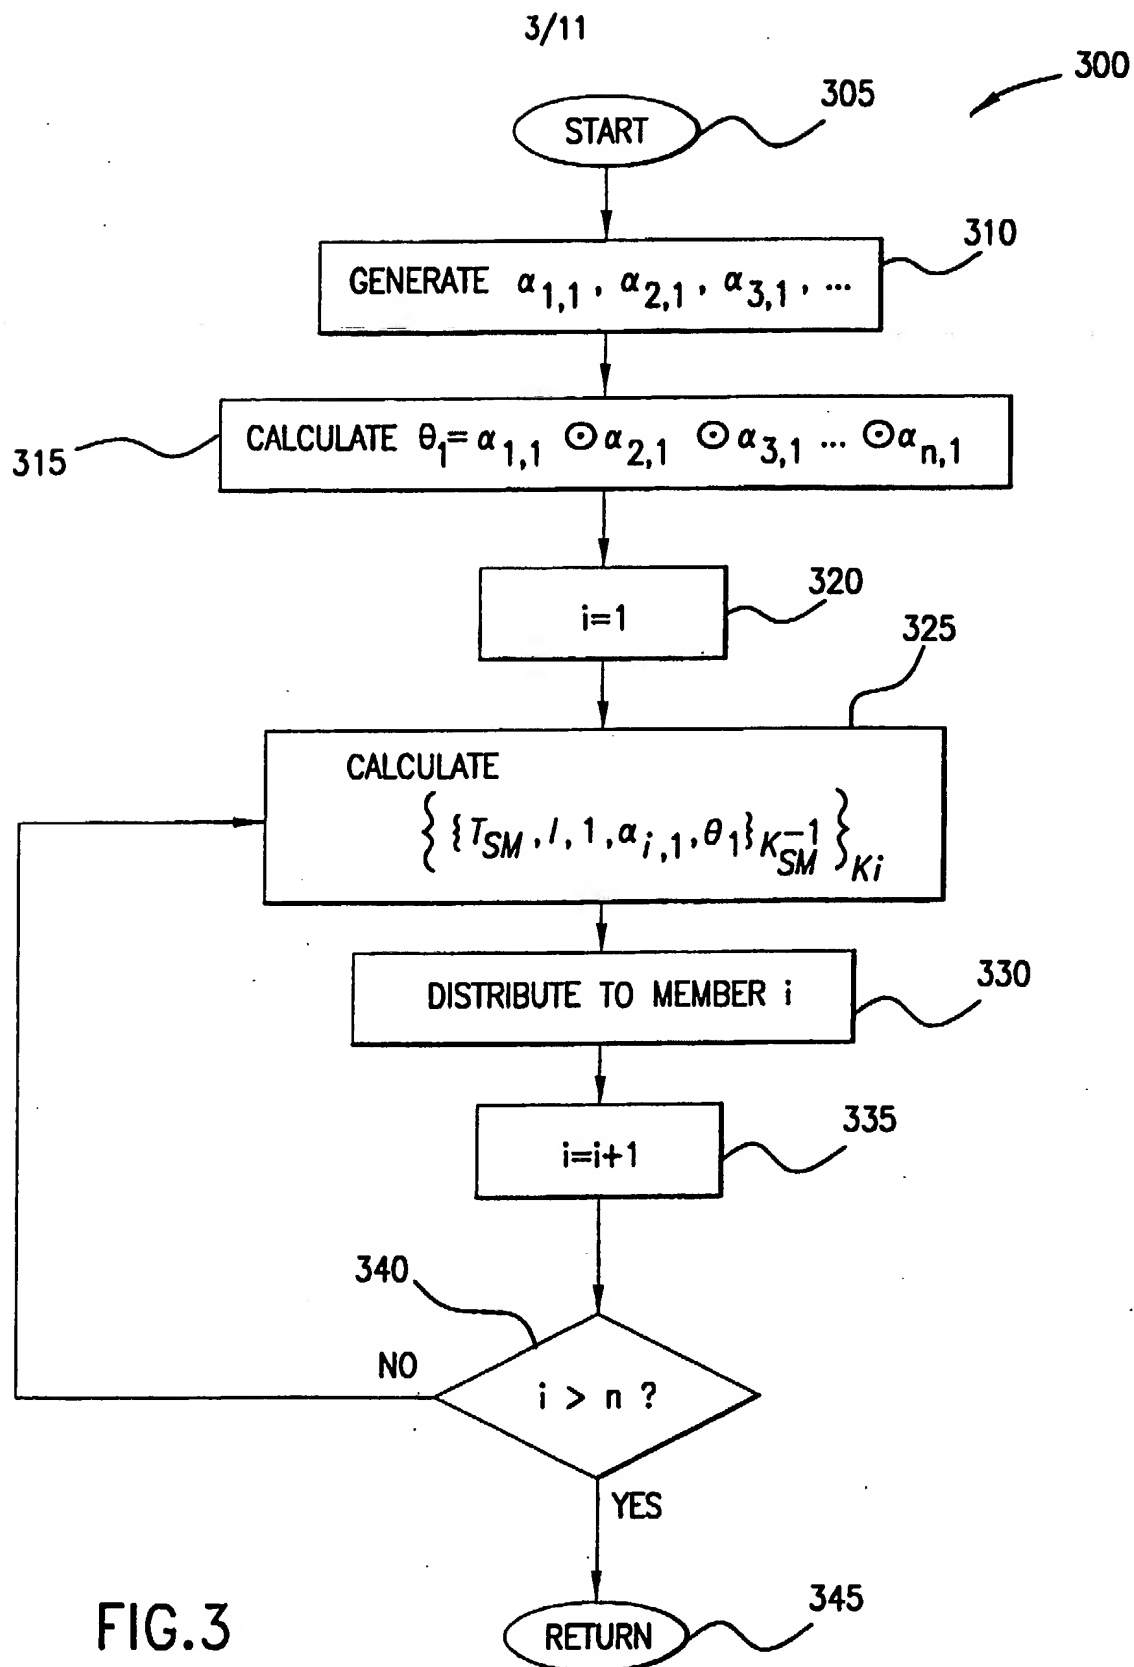 3/11
300
305
START
310
GENERATE α1,1 , α2,1 , α3,1 , ...
315
CALCULATE θ1= α1,1 ⊙ α2,1 ⊙ α3,1 ... ⊙ αn,1
320
i=1
325
CALCULATE
{ {TSM , I, 1 , αi,1 , θ1}K-1SM }Ki
330
DISTRIBUTE TO MEMBER i
335
i=i+1
340
NO
i > n ?
YES
345
RETURN
FIG.3